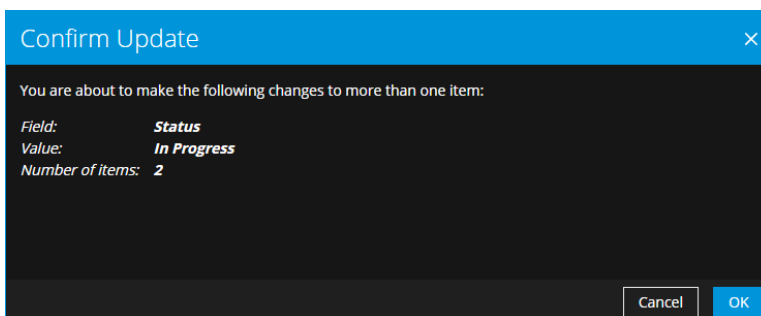 Confirm Update
You are about to make the following changes to more than one item:
Field: Status
Value: In Progress
Number of items: 2
Cancel OK